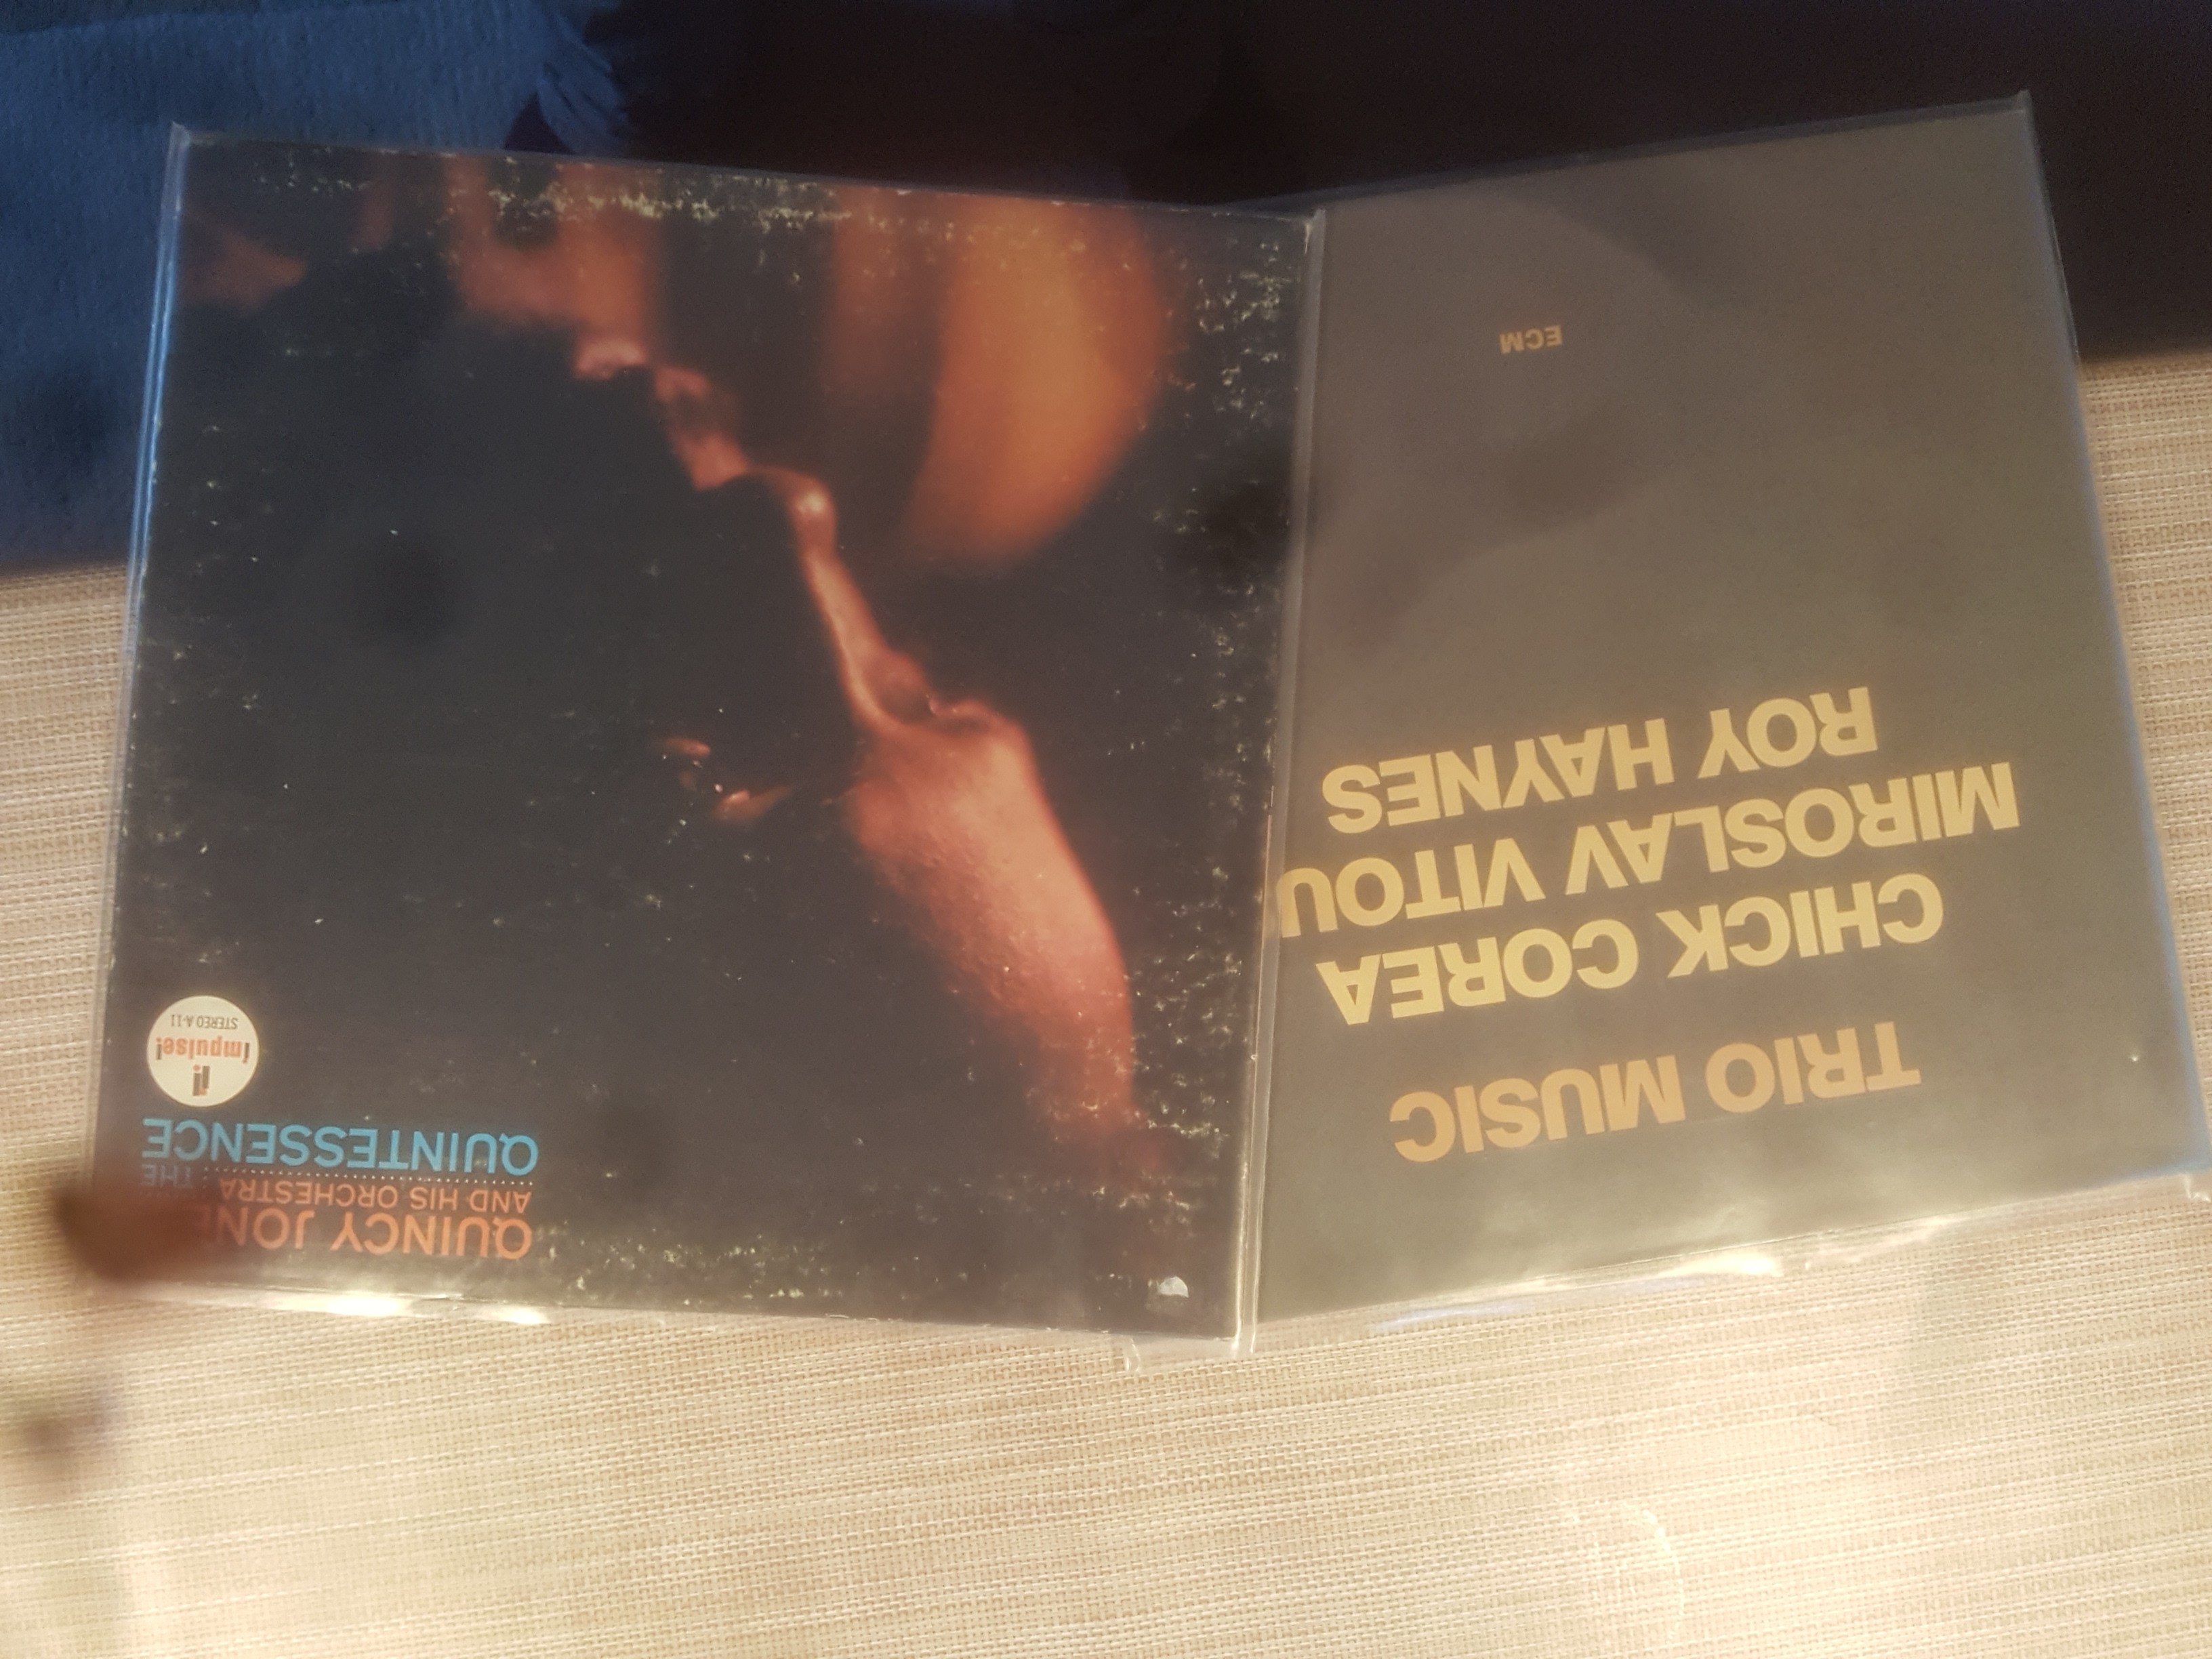 QUINCY JONE
AND HIS ORCHESTRA THE
QUINTESSENCE
impulse!
STEREO A-11
TRIO MUSIC
CHICK COREA
MIROSLAV VITOU
ROY HAYNES
ECM